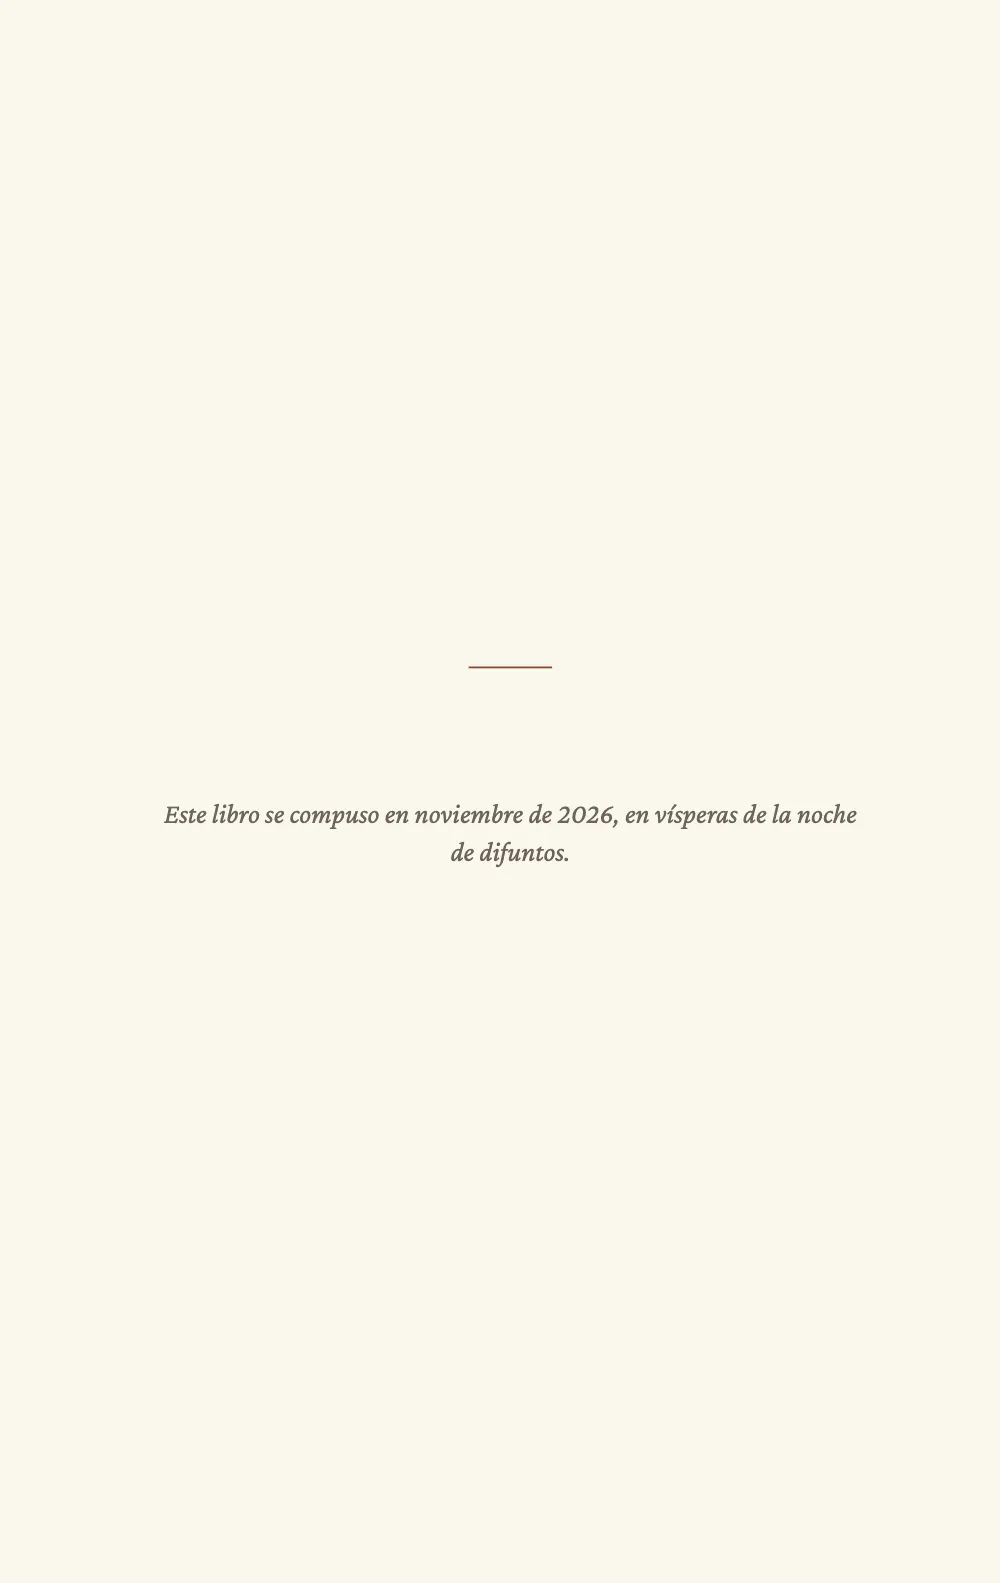 Este libro se compuso en noviembre de 2026, en vísperas de la noche
de difuntos.